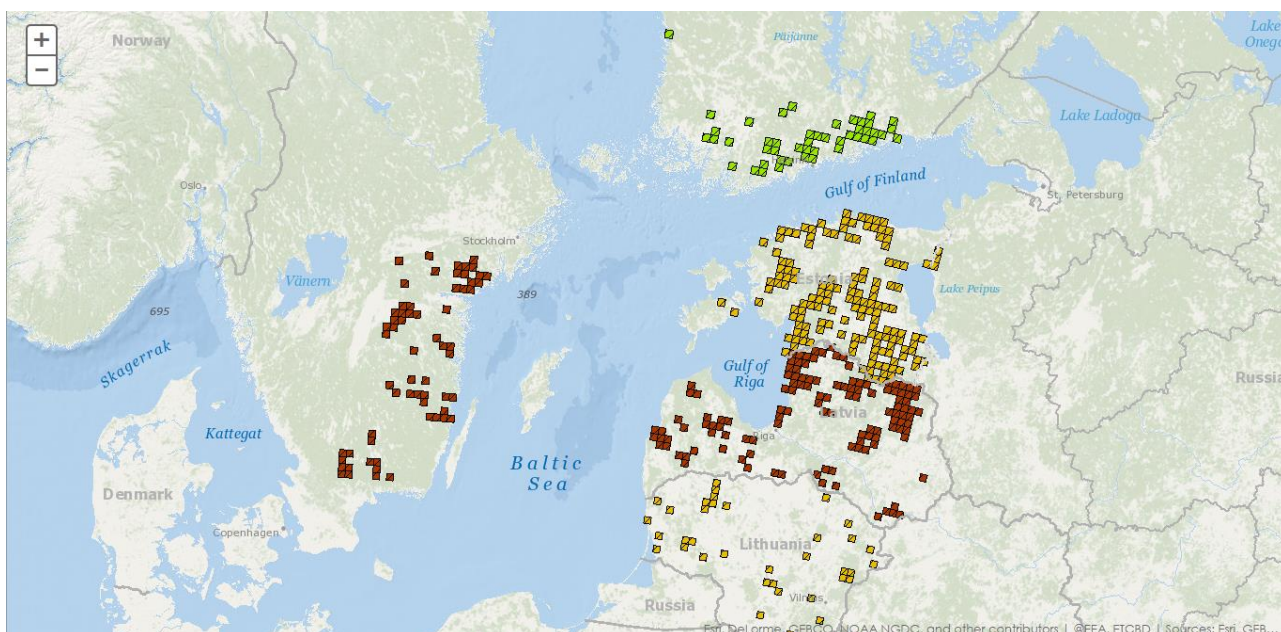 +
−
Norway
Päijänne
Lake
Onega
Lake Ladoga
Oslo
Gulf of Finland
St. Petersburg
Stockholm
Vänern
Estonia
Lake Peipus
389
695
Skagerrak
Gulf of
Riga
Russia
Kattegat
Latvia
Riga
Baltic
Sea
Denmark
Copenhagen
Lithuania
Russia
Vilnius
Esri, DeLorme, GEBCO, NOAA NGDC, and other contributors | @EEA, ETCBD | Sources: Esri, GEB...